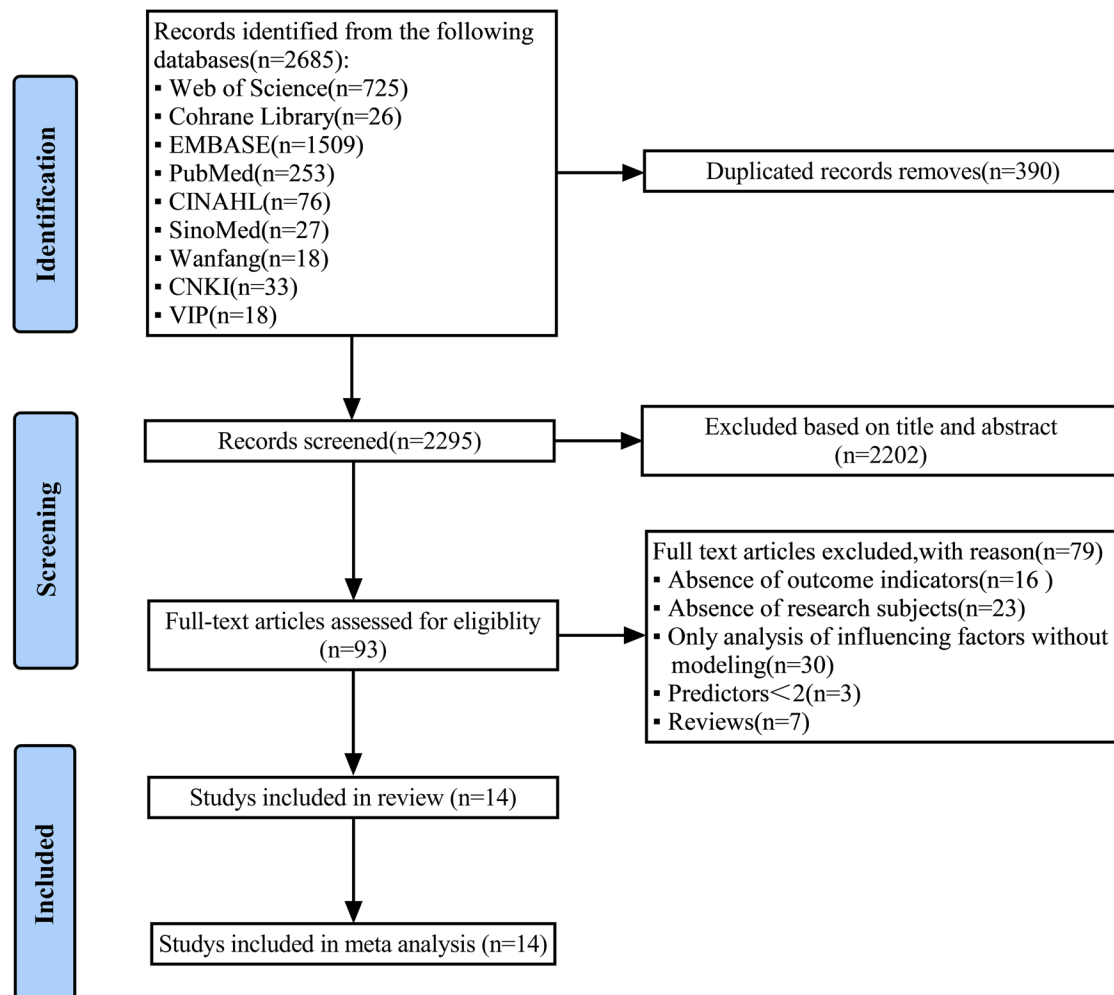 Identification
Records identified from the following
databases(n=2685):
▪ Web of Science(n=725)
▪ Cohrane Library(n=26)
▪ EMBASE(n=1509)
▪ PubMed(n=253)
▪ CINAHL(n=76)
▪ SinoMed(n=27)
▪ Wanfang(n=18)
▪ CNKI(n=33)
▪ VIP(n=18)
Duplicated records removes(n=390)
Screening
Records screened(n=2295)
Excluded based on title and abstract
(n=2202)
Full-text articles assessed for eligiblity
(n=93)
Full text articles excluded,with reason(n=79)
▪ Absence of outcome indicators(n=16 )
▪ Absence of research subjects(n=23)
▪ Only analysis of influencing factors without
modeling(n=30)
▪ Predictors＜2(n=3)
▪ Reviews(n=7)
Included
Studys included in review (n=14)
Studys included in meta analysis (n=14)